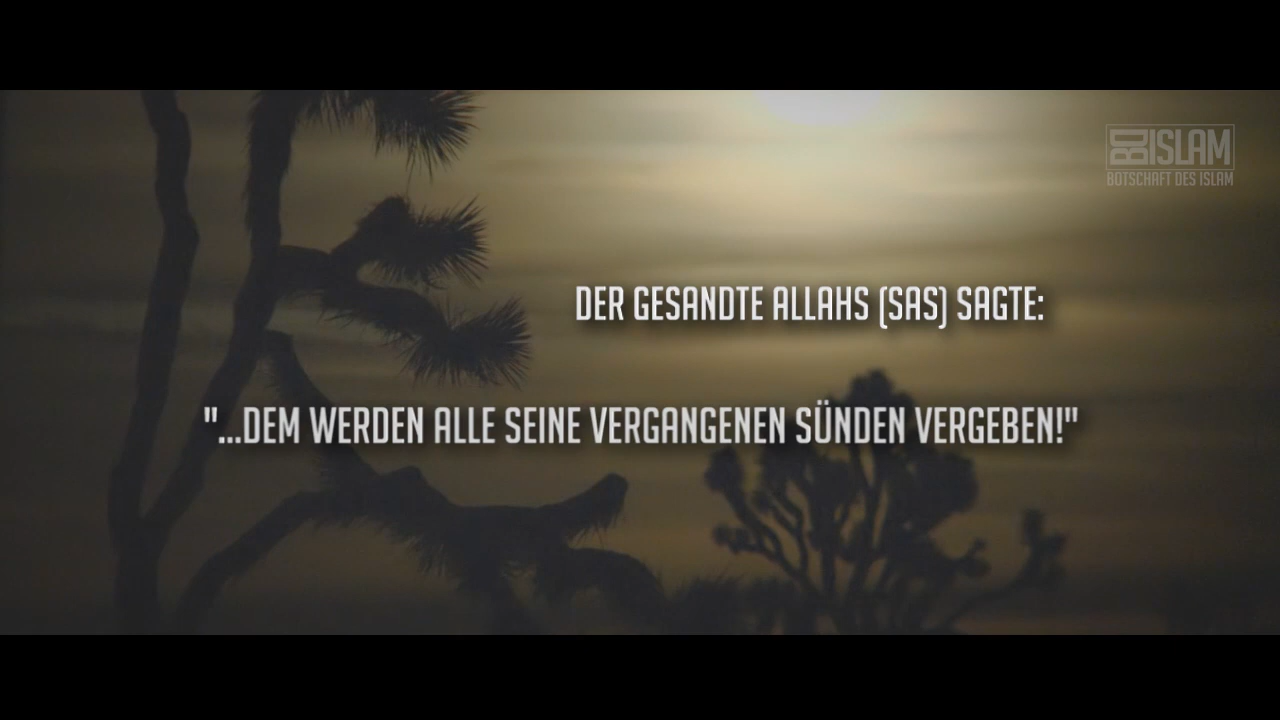 BDISLAM
BOTSCHAFT DES ISLAM
DER GESANDTE ALLAHS (SAS) SAGTE:
"...DEM WERDEN ALLE SEINE VERGANGENEN SÜNDEN VERGEBEN!"